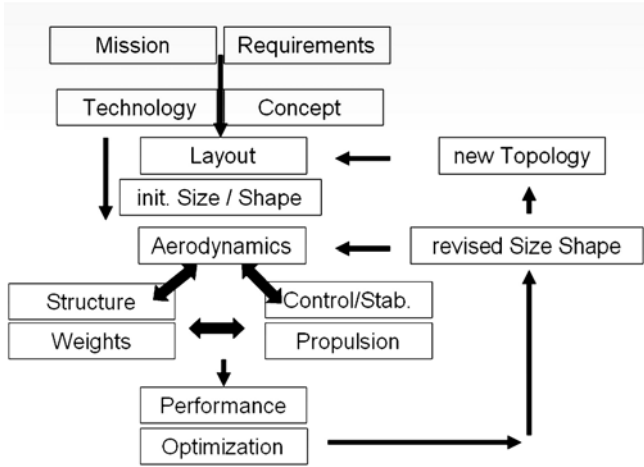 Mission
Requirements
Technology
Concept
Layout
new Topology
init. Size / Shape
Aerodynamics
revised Size Shape
Structure
Control/Stab.
Weights
Propulsion
Performance
Optimization